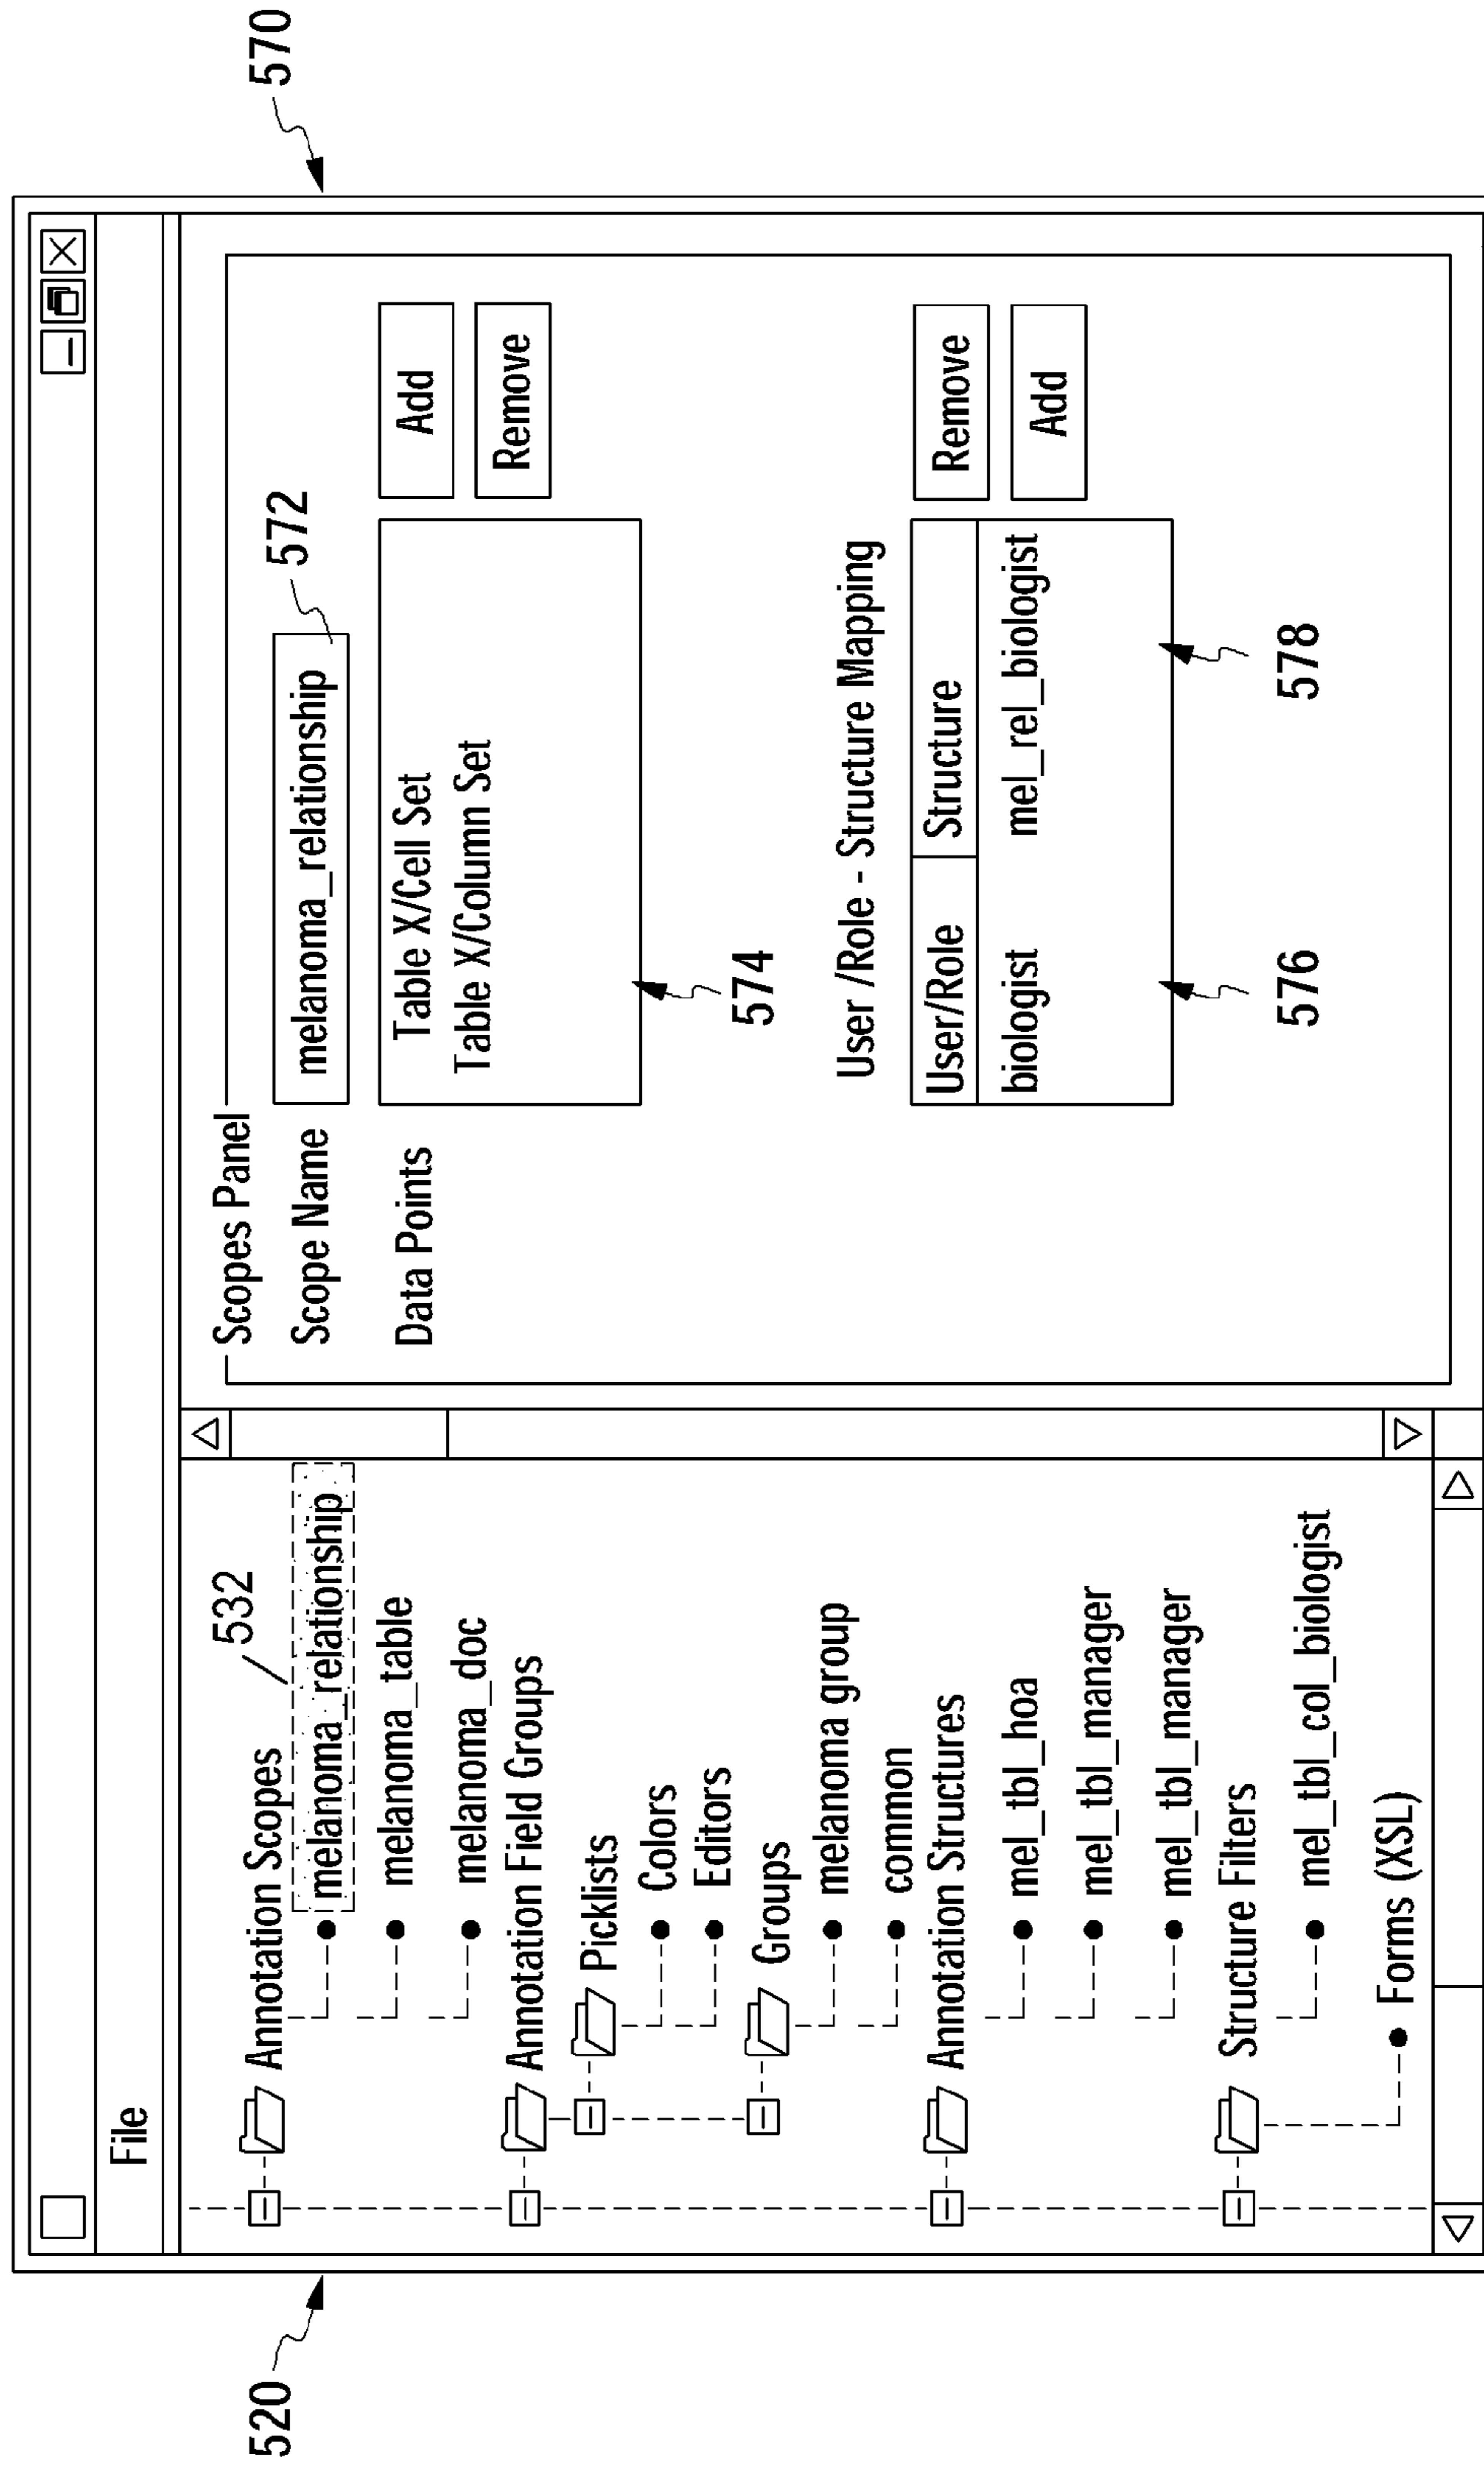 520
570
File
Annotation Scopes
532
melanoma_relationship
melanoma_table
melanoma_doc
Annotation Field Groups
Picklists
Colors
Editors
Groups
melanoma group
common
Annotation Structures
mel_tbl_hoa
mel_tbl_manager
mel_tbl_manager
Structure Filters
mel_tbl_col_biologist
Forms (XSL)
Scopes Panel
Scope Name
melanoma_relationship
572
Data Points
Table X/Cell Set
Table X/Column Set
Add
Remove
574
User /Role - Structure Mapping
User/Role
Structure
biologist
mel_rel_biologist
Remove
Add
576
578